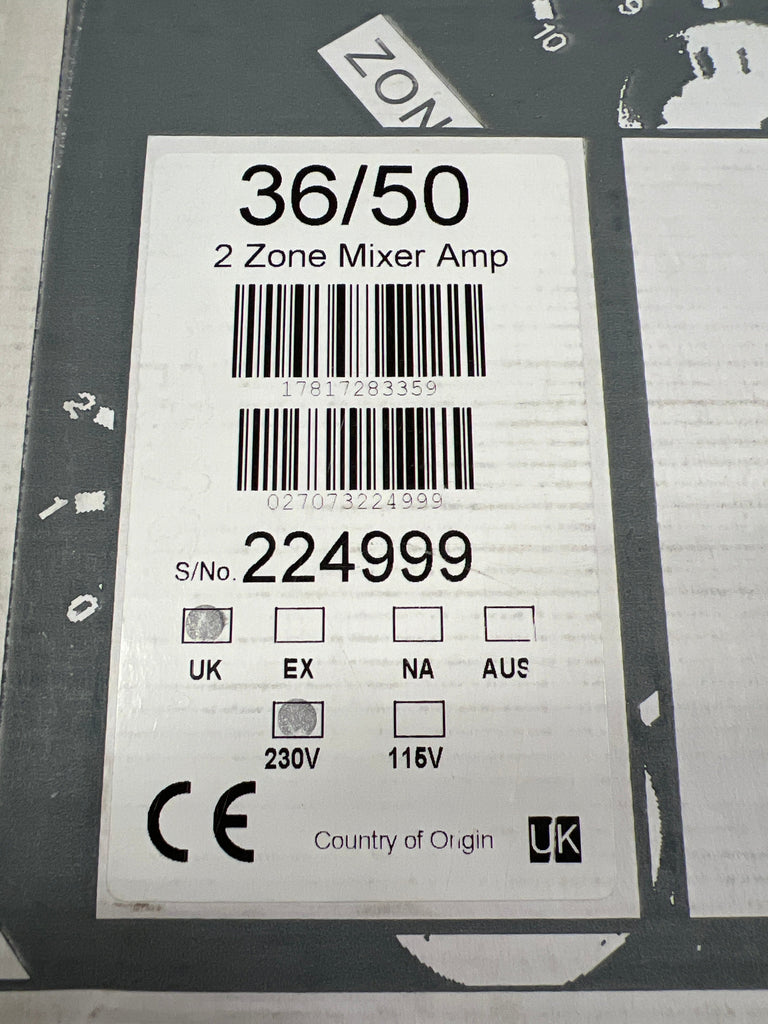 10
9
ZON
36/50
2 Zone Mixer Amp
17817283359
027073224999
S/No. 224999
2
1
0
UK EX NA AUS
230V 115V
CE Country of Origin UK